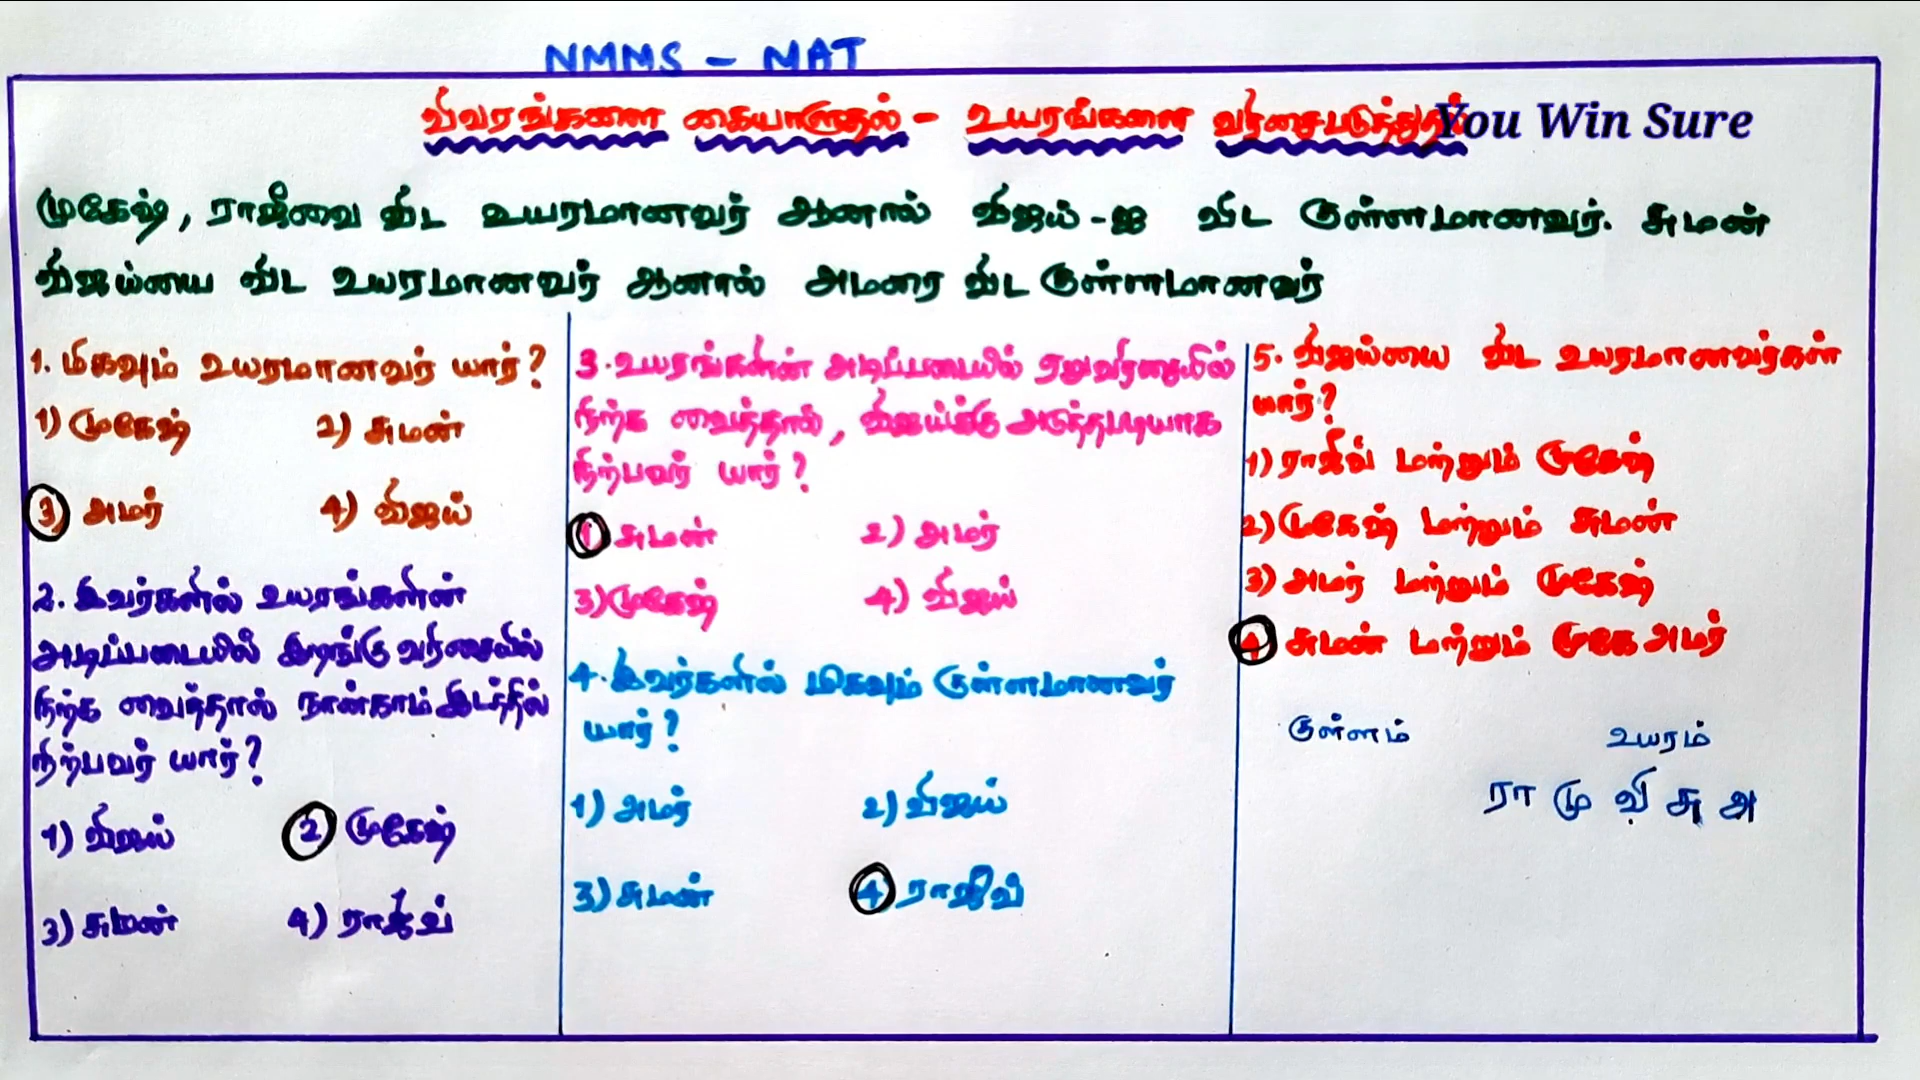 NMMS - MAT
விவரங்களை கையாளுதல் - உயரங்களை வரிசைபடுத்துதல்
You Win Sure
முகேஷ், ராஜீவை விட உயரமானவர் ஆனால் விஜய்-ஐ விட குள்ளமானவர். சுமன்
விஜய்யை விட உயரமானவர் ஆனால் அமரை விட குள்ளமானவர்
1. மிகவும் உயரமானவர் யார்?
1) முகேஷ் 2) சுமன்
3) அமர் 4) விஜய்
2. இவர்களில் உயரங்களின்
அடிப்படையில் இறங்கு வரிசையில்
நிற்க வைத்தால் நான்காம் இடத்தில்
நிற்பவர் யார்?
1) விஜய் 2) முகேஷ்
3) சுமன் 4) ராஜீவ்
3. உயரங்களின் அடிப்படையில் ஏறுவரிசையில்
நிற்க வைத்தால், விஜய்க்கு அடுத்தபடியாக
நிற்பவர் யார்?
1) சுமன் 2) அமர்
3) முகேஷ் 4) விஜய்
4. இவர்களில் மிகவும் குள்ளமானவர்
யார்?
1) அமர் 2) விஜய்
3) சுமன் 4) ராஜீவ்
5. விஜய்யை விட உயரமானவர்கள்
யார்?
1) ராஜீவ் மற்றும் முகேஷ்
2) முகேஷ் மற்றும் சுமன்
3) அமர் மற்றும் முகேஷ்
4) சுமன் மற்றும் முகே அமர்
குள்ளம் உயரம்
ரா மு வி சு அ